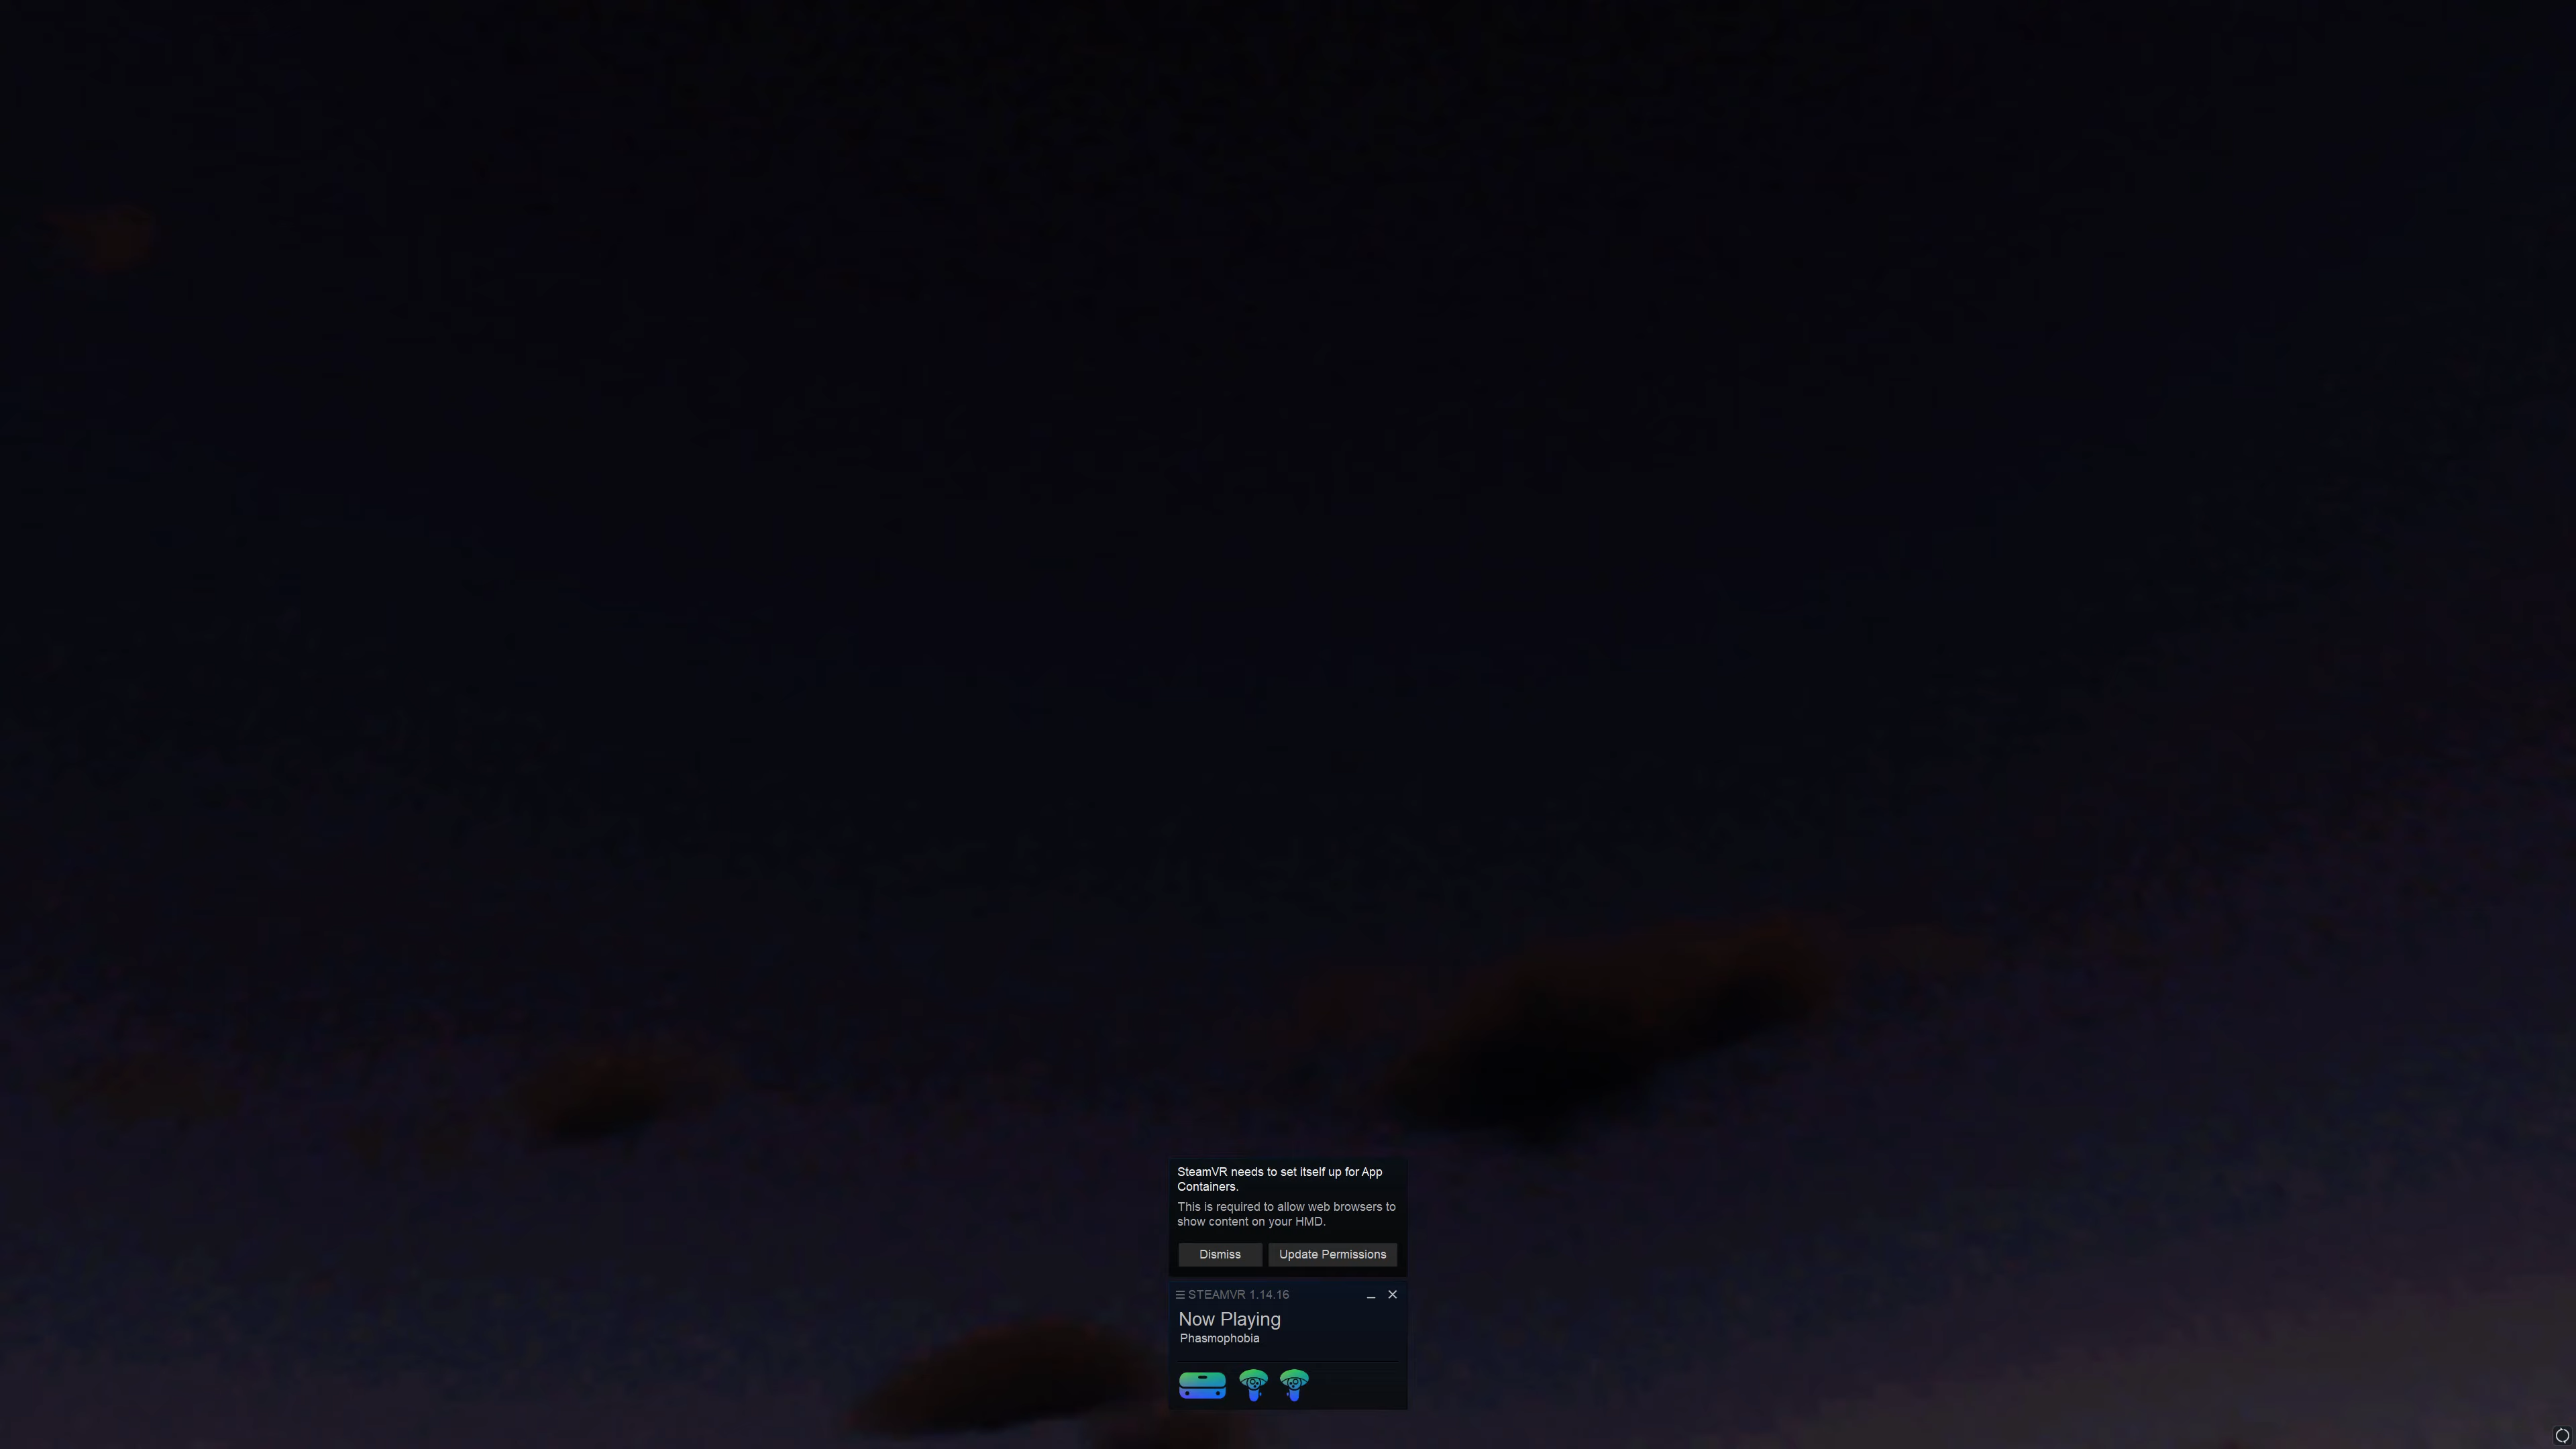 SteamVR needs to set itself up for App
Containers.
This is required to allow web browsers to
show content on your HMD.
Dismiss
Update Permissions
STEAMVR 1.14.16
Now Playing
Phasmophobia